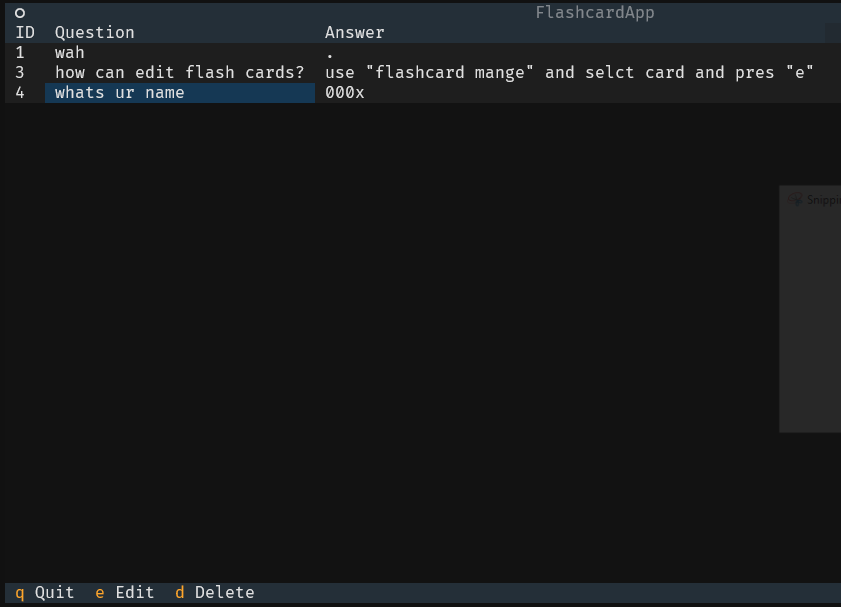 FlashcardApp
ID Question Answer
1 wah .
3 how can edit flash cards? use "flashcard mange" and selct card and pres "e"
4 whats ur name 000x
Snippi
q Quit e Edit d Delete